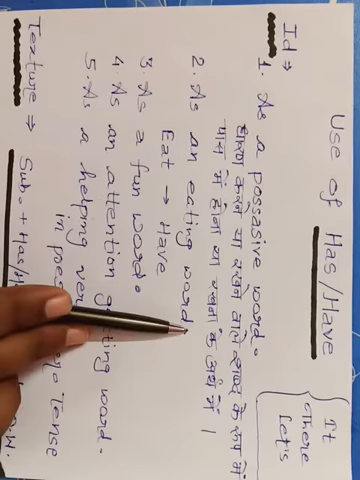 Use of Has/Have
It
There
Let's
Id ⇒
1. As a possasive word.
धारण करने या रखने वाले शब्द के रूप में
पास में होना या रखने के अर्थ में ।
2. As an eating word.
Eat → Have
3. As a fun word.
4. As an attention getting word.
5. As a helping
in Tense
Texture ⇒ Sub. + Has/